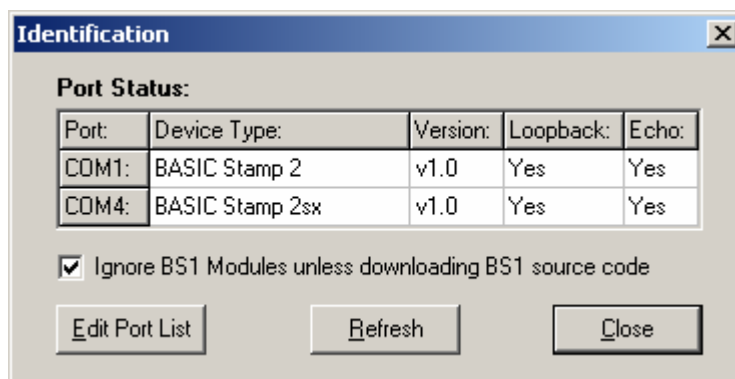 Identification
Port Status:
Port: Device Type: Version: Loopback: Echo:
COM1: BASIC Stamp 2 v1.0 Yes Yes
COM4: BASIC Stamp 2sx v1.0 Yes Yes
Ignore BS1 Modules unless downloading BS1 source code
Edit Port List Refresh Close